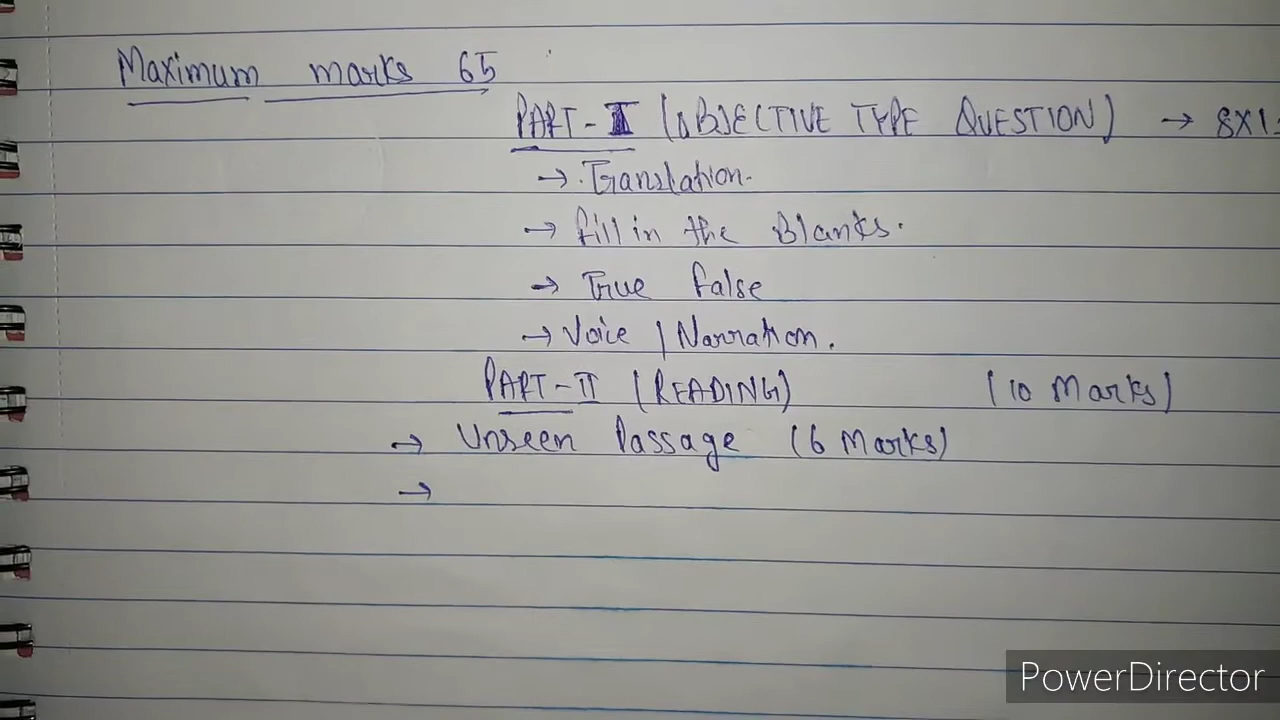 Maximum marks 65
PART-I (OBJECTIVE TYPE QUESTION) → 8X1
→ Translation.
→ fill in the Blanks.
→ True false
→ Voice / Narration.
PART-II (READING) (10 Marks)
→ Unseen Passage (6 Marks)
→
PowerDirector